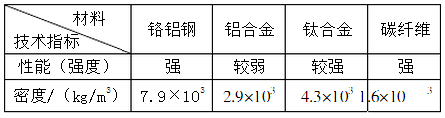 材料
技术指标 铬铝钢 铝合金 钛合金 碳纤维
性能（强度） 强 较弱 较强 强
密度/（kg/m³） 7.9×10³ 2.9×10³ 4.3×10³ 1.6×10 3